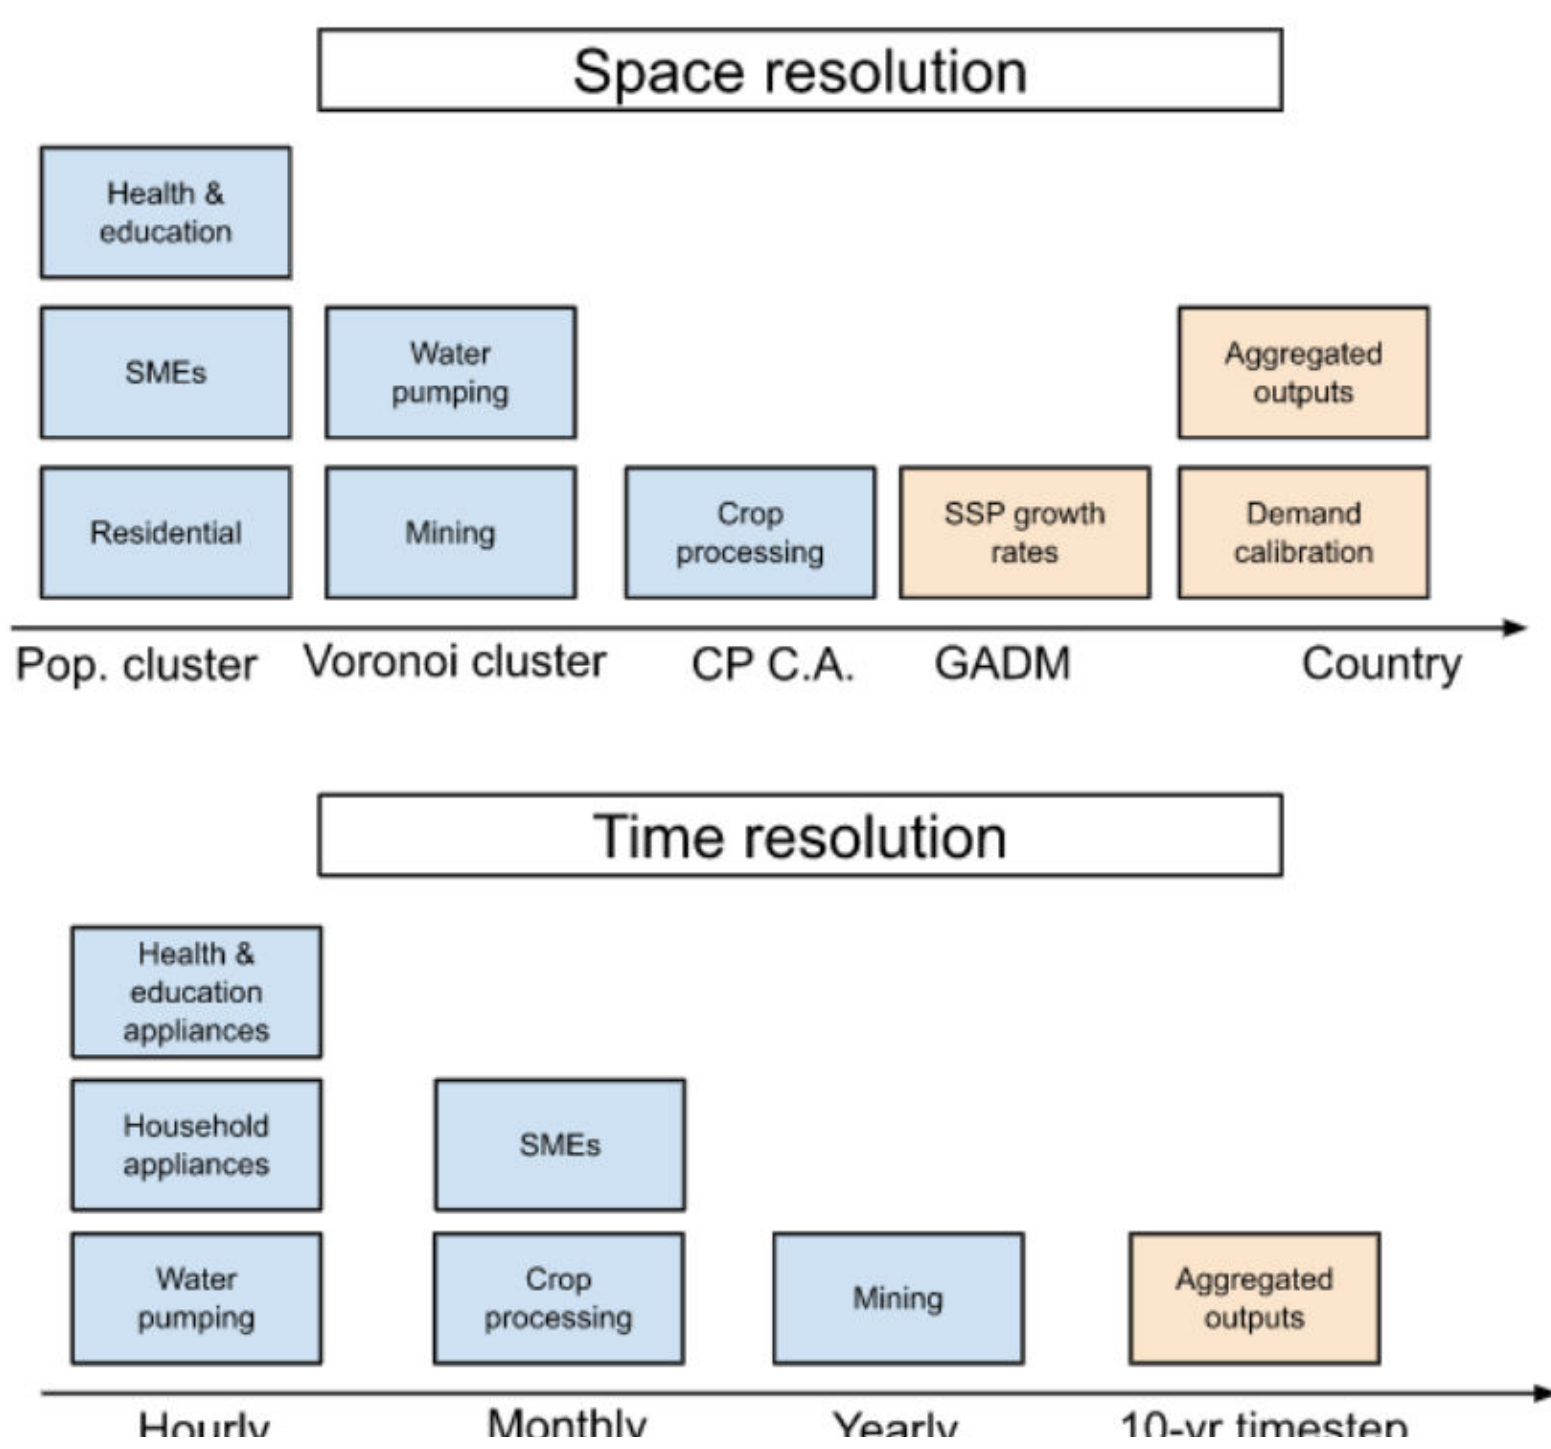 Space resolution
Health &
education
SMEs
Water
pumping
Aggregated
outputs
Residential
Mining
Crop
processing
SSP growth
rates
Demand
calibration
Pop. cluster
Voronoi cluster
CP C.A.
GADM
Country
Time resolution
Health &
education
appliances
Household
appliances
SMEs
Water
pumping
Crop
processing
Mining
Aggregated
outputs
Hourly
Monthly
Yearly
10-yr timestep